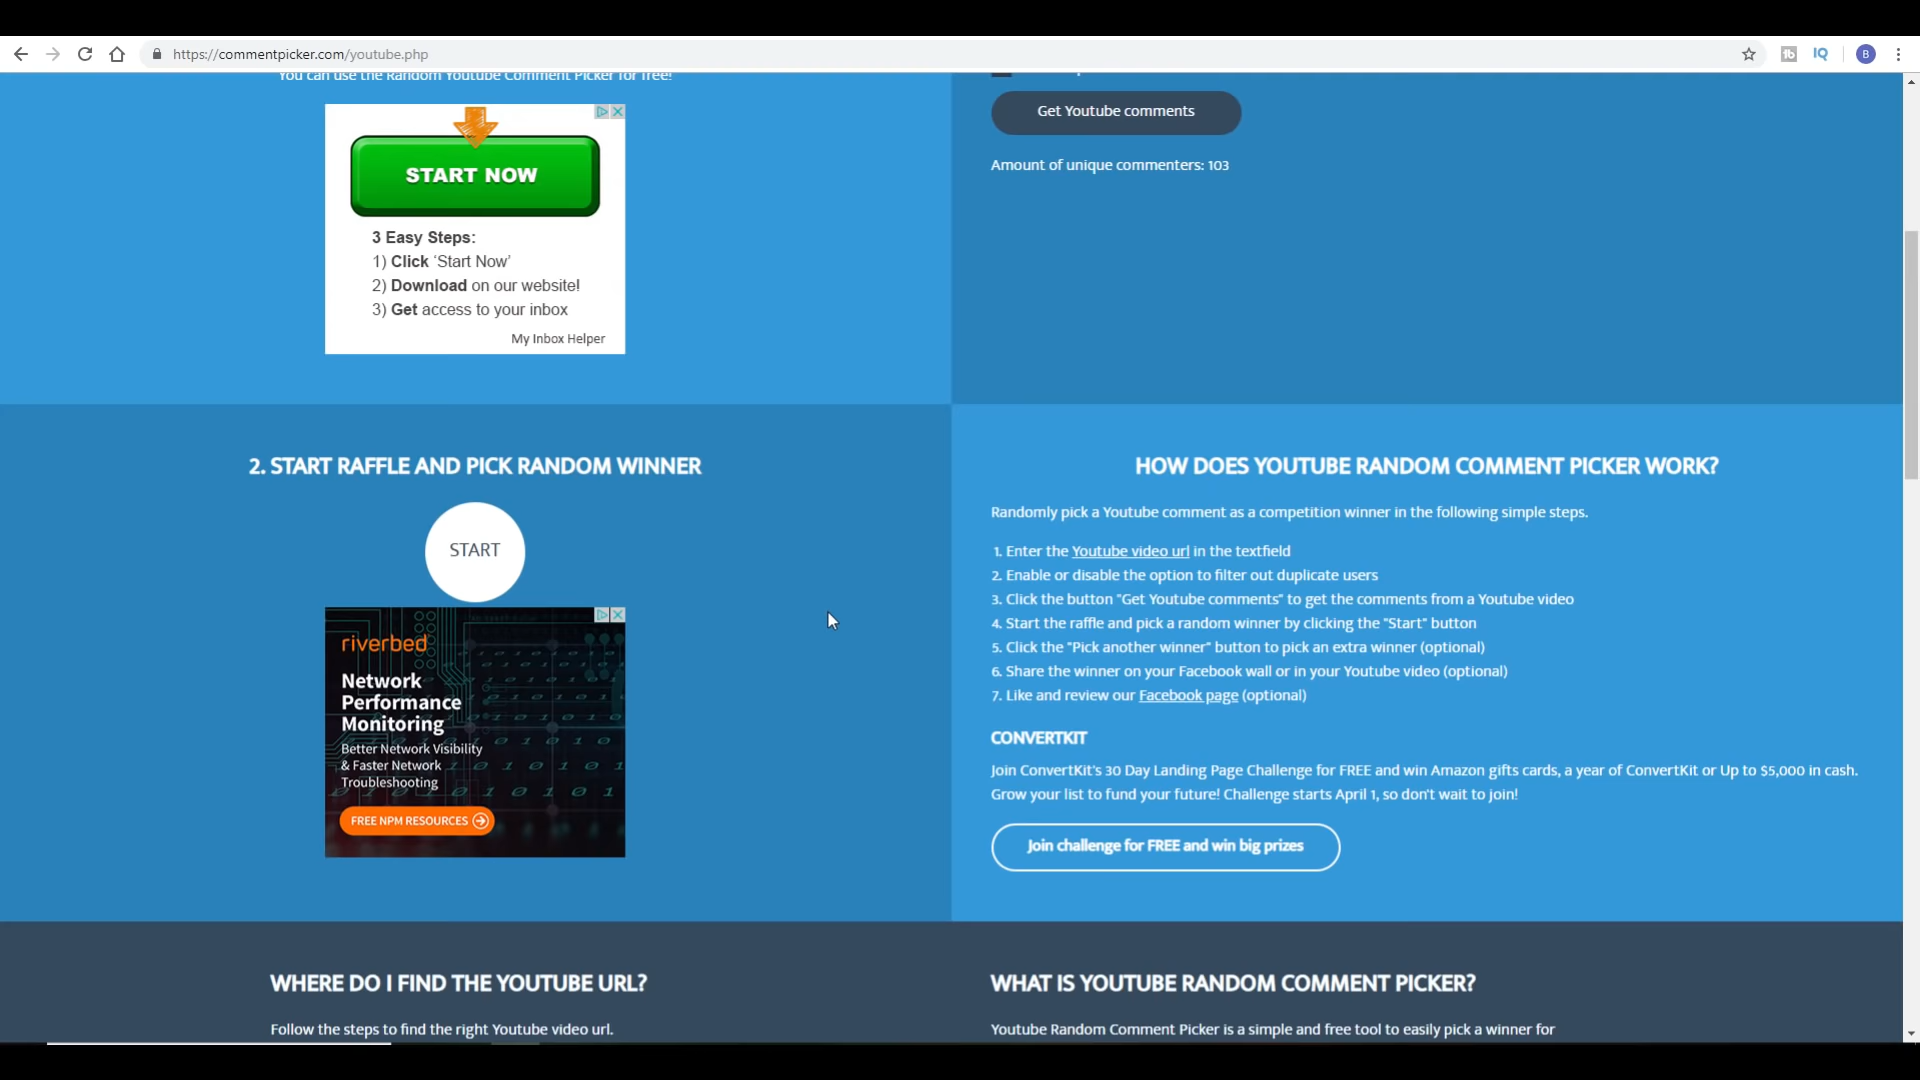 https://commentpicker.com/youtube.php
IQ
B
You can use the Random Youtube Comment Picker for free!
START NOW
3 Easy Steps:
1) Click 'Start Now'
2) Download on our website!
3) Get access to your inbox
My Inbox Helper
Get Youtube comments
Amount of unique commenters: 103
2. START RAFFLE AND PICK RANDOM WINNER
START
riverbed
Network
Performance
Monitoring
Better Network Visibility
& Faster Network
Troubleshooting
FREE NPM RESOURCES
HOW DOES YOUTUBE RANDOM COMMENT PICKER WORK?
Randomly pick a Youtube comment as a competition winner in the following simple steps.
1. Enter the Youtube video url in the textfield
2. Enable or disable the option to filter out duplicate users
3. Click the button "Get Youtube comments" to get the comments from a Youtube video
4. Start the raffle and pick a random winner by clicking the "Start" button
5. Click the "Pick another winner" button to pick an extra winner (optional)
6. Share the winner on your Facebook wall or in your Youtube video (optional)
7. Like and review our Facebook page (optional)
CONVERTKIT
Join ConvertKit's 30 Day Landing Page Challenge for FREE and win Amazon gifts cards, a year of ConvertKit or Up to $5,000 in cash.
Grow your list to fund your future! Challenge starts April 1, so don't wait to join!
Join challenge for FREE and win big prizes
WHERE DO I FIND THE YOUTUBE URL?
Follow the steps to find the right Youtube video url.
WHAT IS YOUTUBE RANDOM COMMENT PICKER?
Youtube Random Comment Picker is a simple and free tool to easily pick a winner for